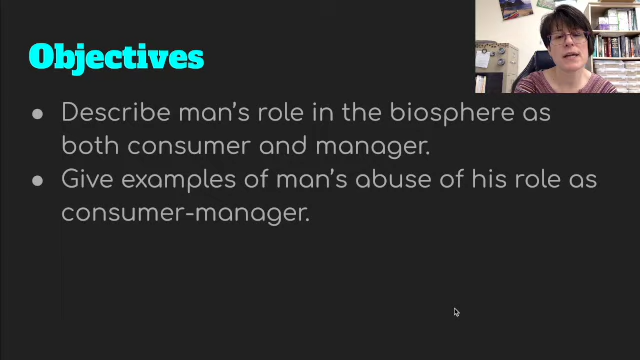 Objectives
● Describe man's role in the biosphere as
both consumer and manager.
● Give examples of man's abuse of his role as
consumer-manager.